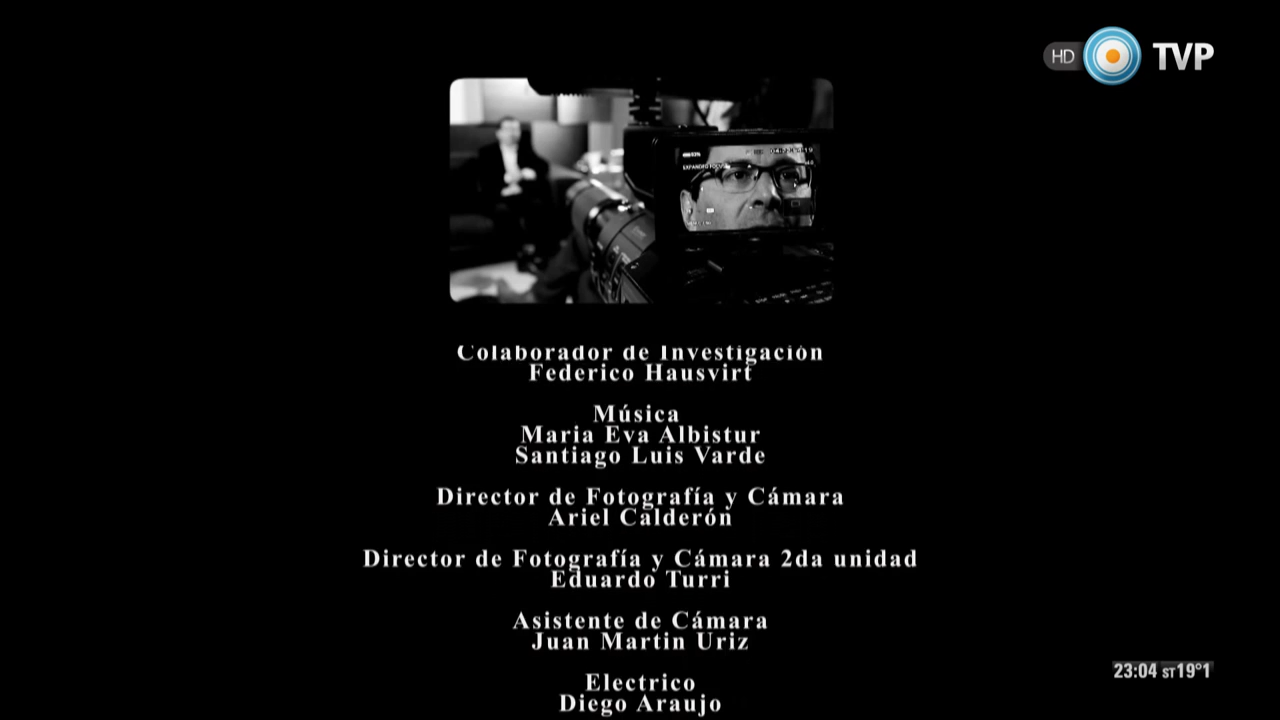 HD TVP
Colaborador de Investigación
Federico Hausvirt
Música
Maria Eva Albistur
Santiago Luis Varde
Director de Fotografía y Cámara
Ariel Calderón
Director de Fotografía y Cámara 2da unidad
Eduardo Turri
Asistente de Cámara
Juan Martin Uriz
Electrico
Diego Araujo
23:04 ST 19°1